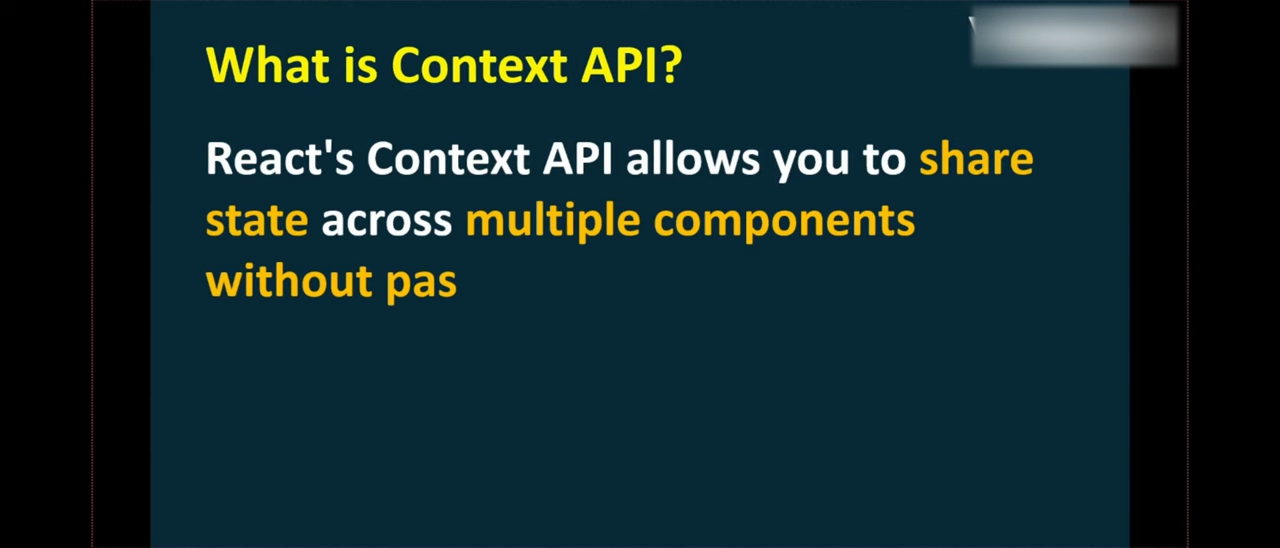 What is Context API?
React's Context API allows you to share
state across multiple components
without pas